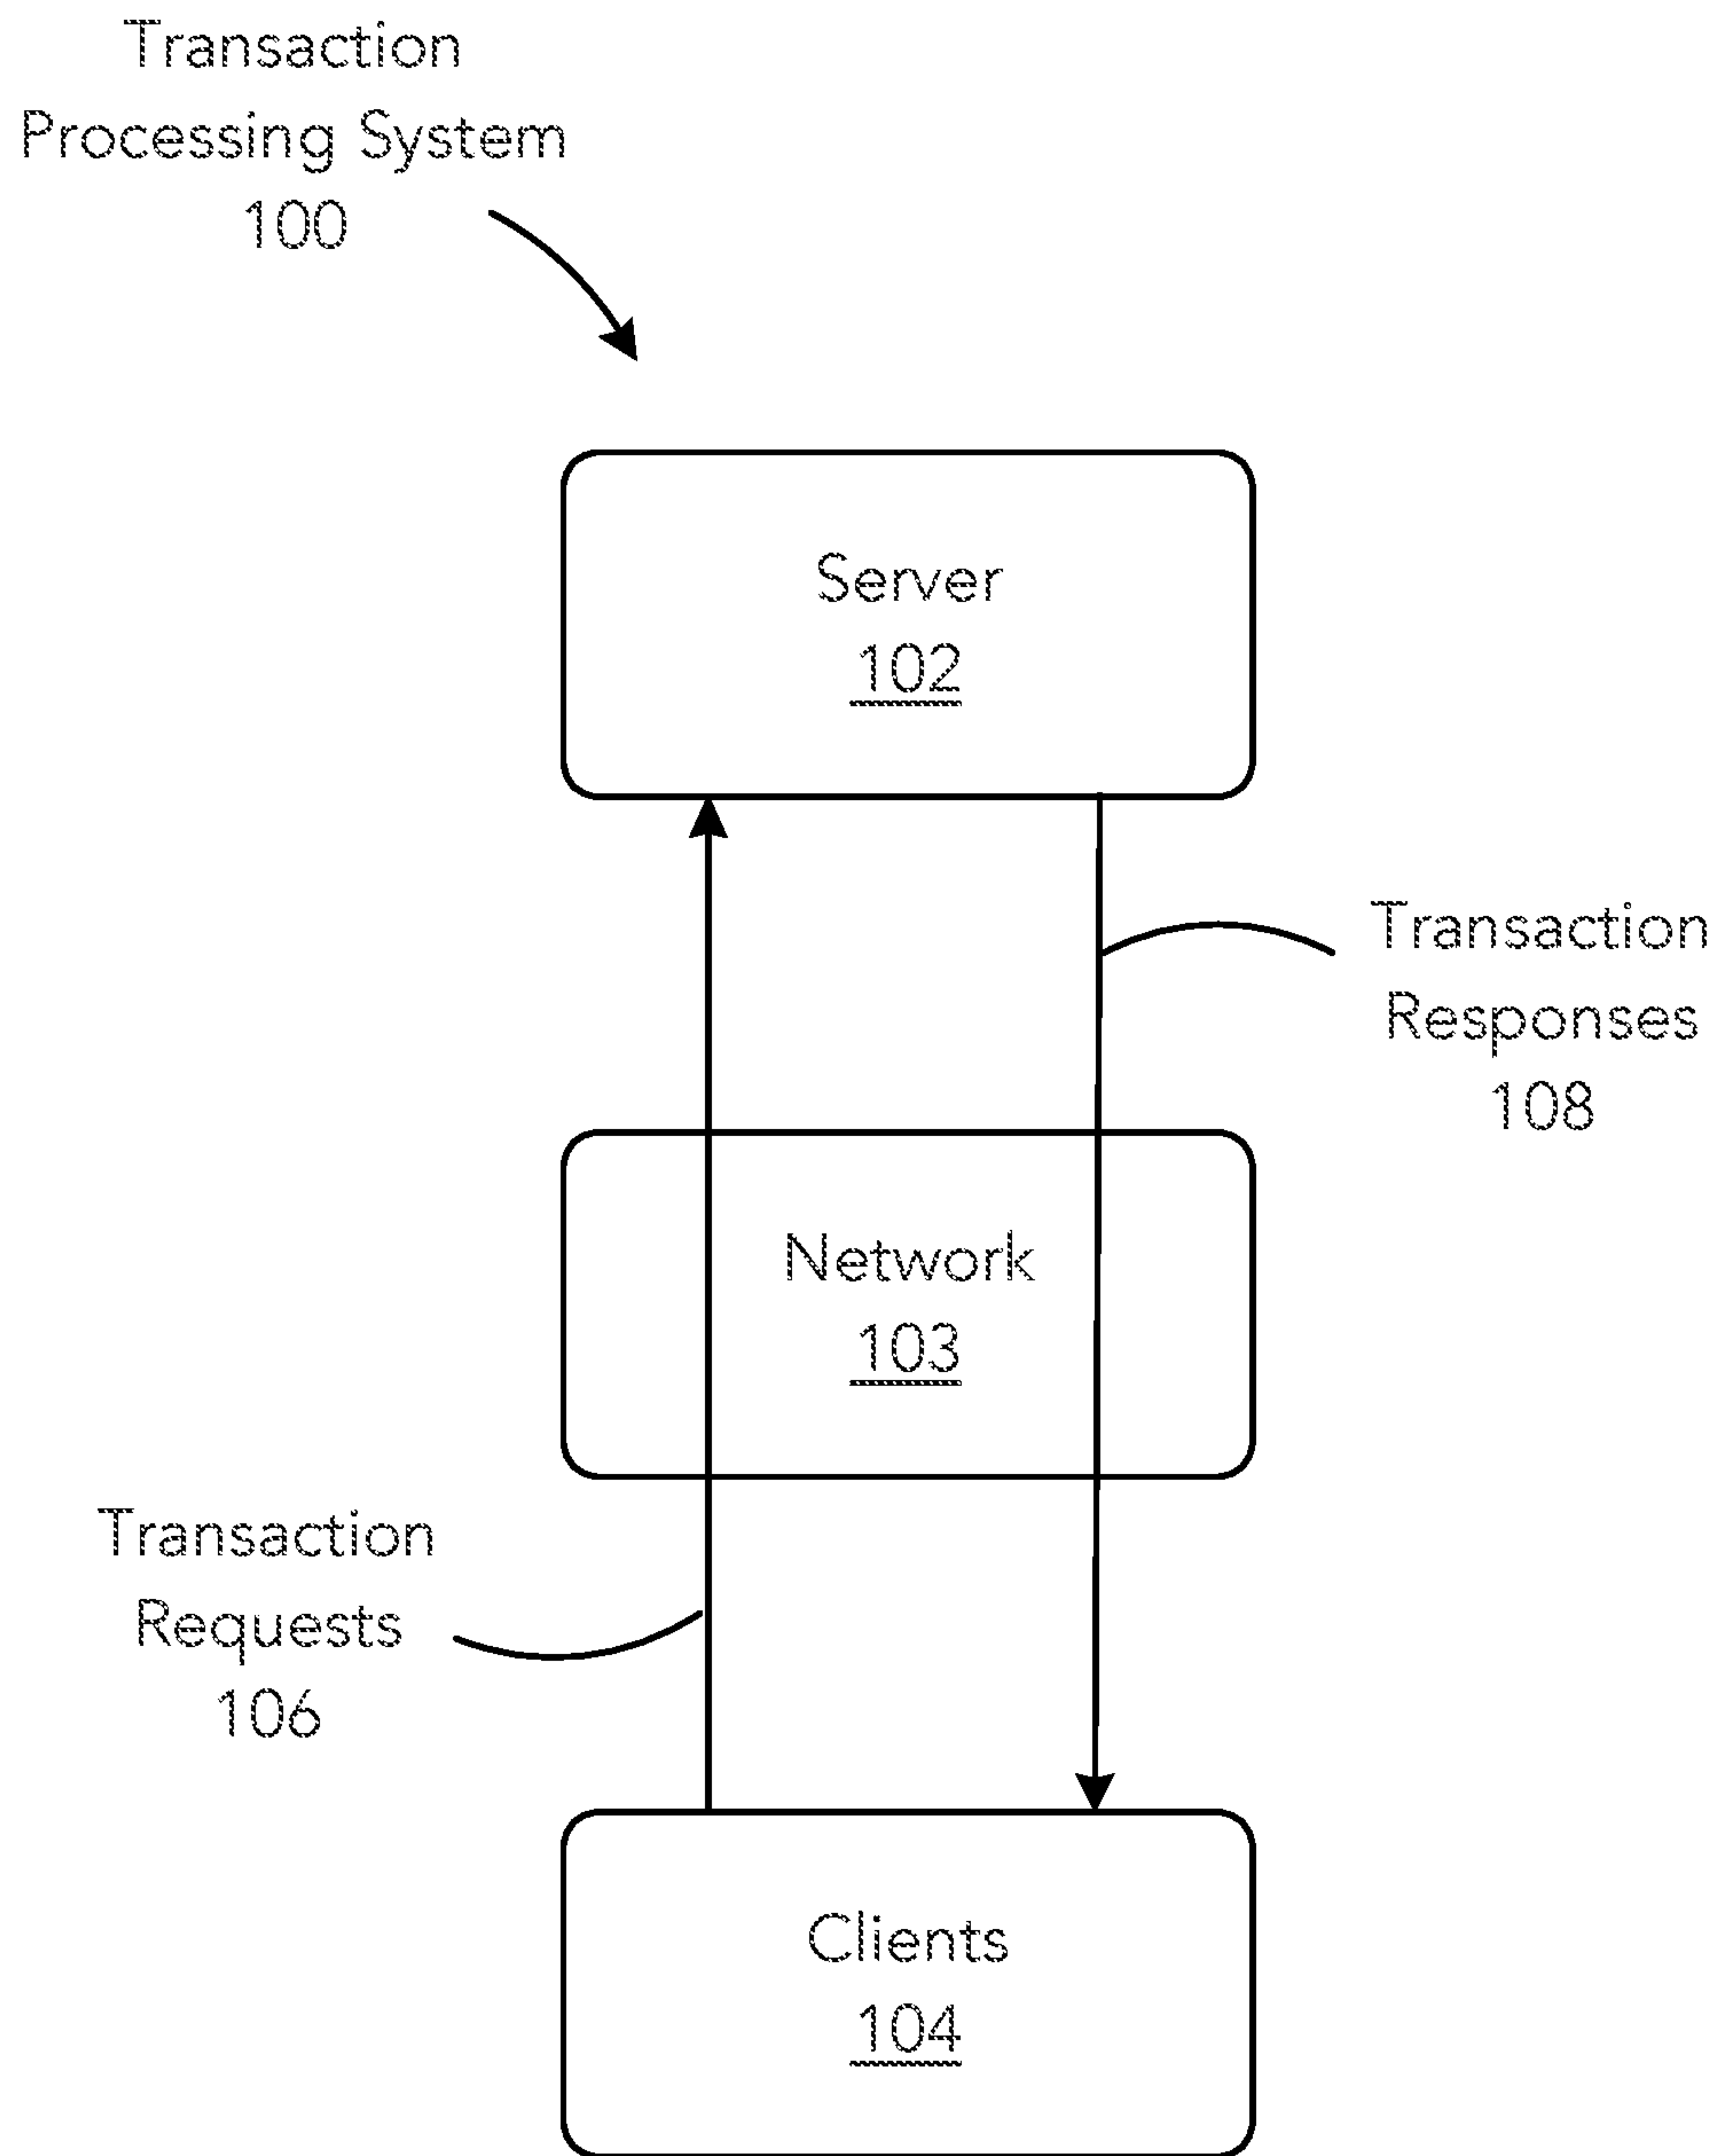 Transaction
Processing System
100
Server
102
Transaction
Responses
108
Network
103
Transaction
Requests
106
Clients
104